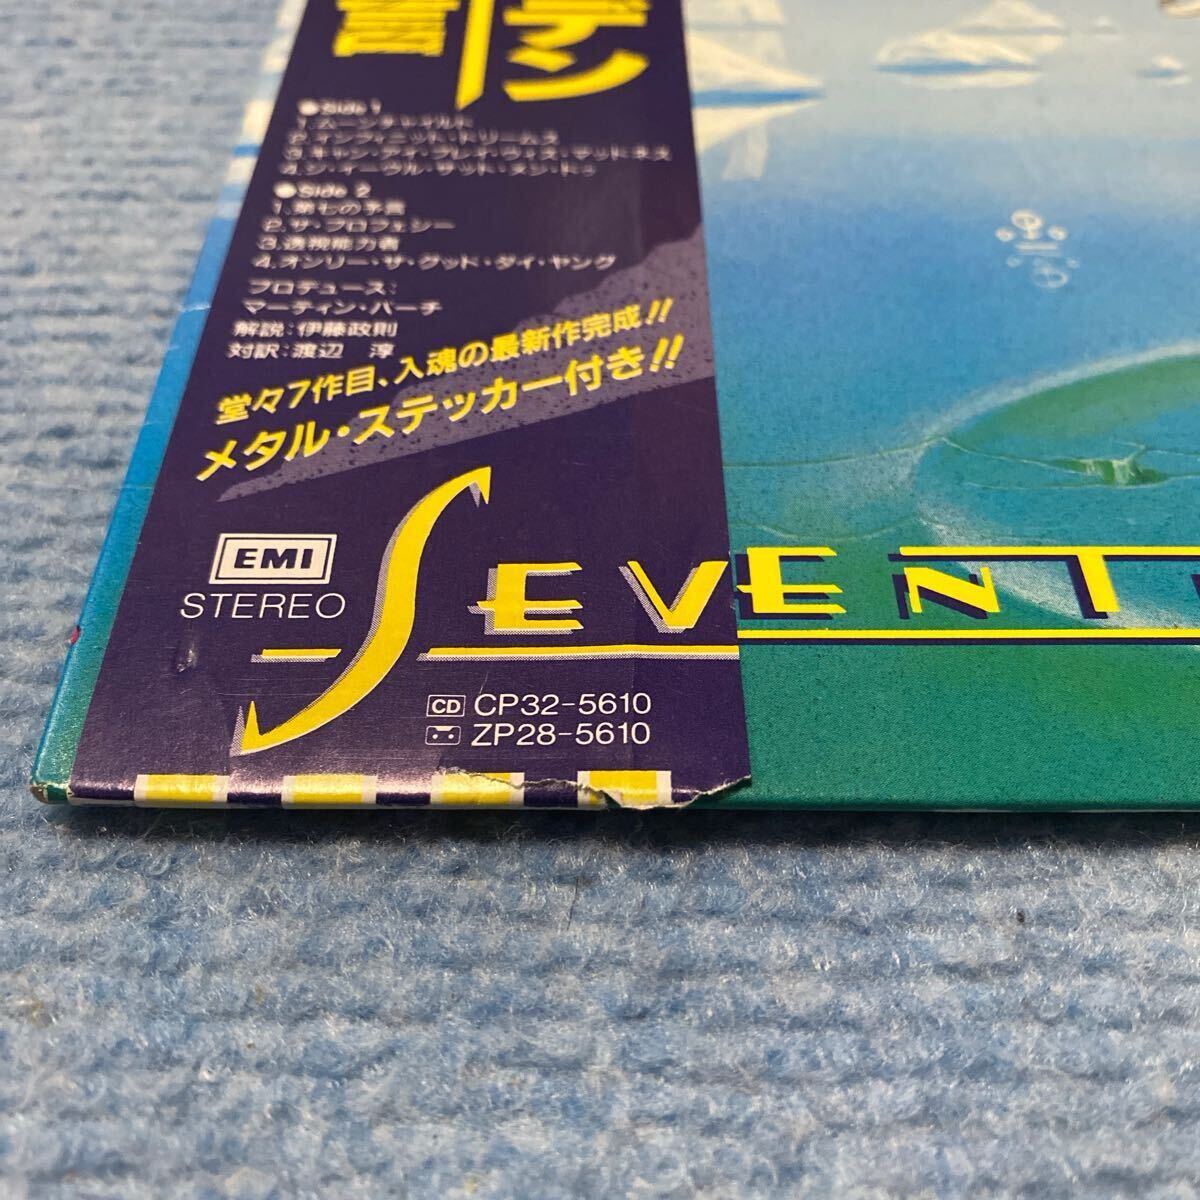 デン
言
●Side 1
1.ムーンチャイルド
2.インフィニット・ドリームス
3.キャン・アイ・プレイ・ウィズ・マッドネス
4.ジ・イーヴル・ザット・メン・ドゥ
●Side 2
1.第七の予言
2.ザ・プロフェシー
3.透視能力者
4.オンリー・ザ・グッド・ダイ・ヤング
プロデュース:
マーティン・バーチ
解説:伊藤政則
対訳:渡辺 淳
堂々7作目、入魂の最新作完成!!
メタル・ステッカー付き!!
EMI
STEREO
SEVENT
CD CP32-5610
ZP28-5610